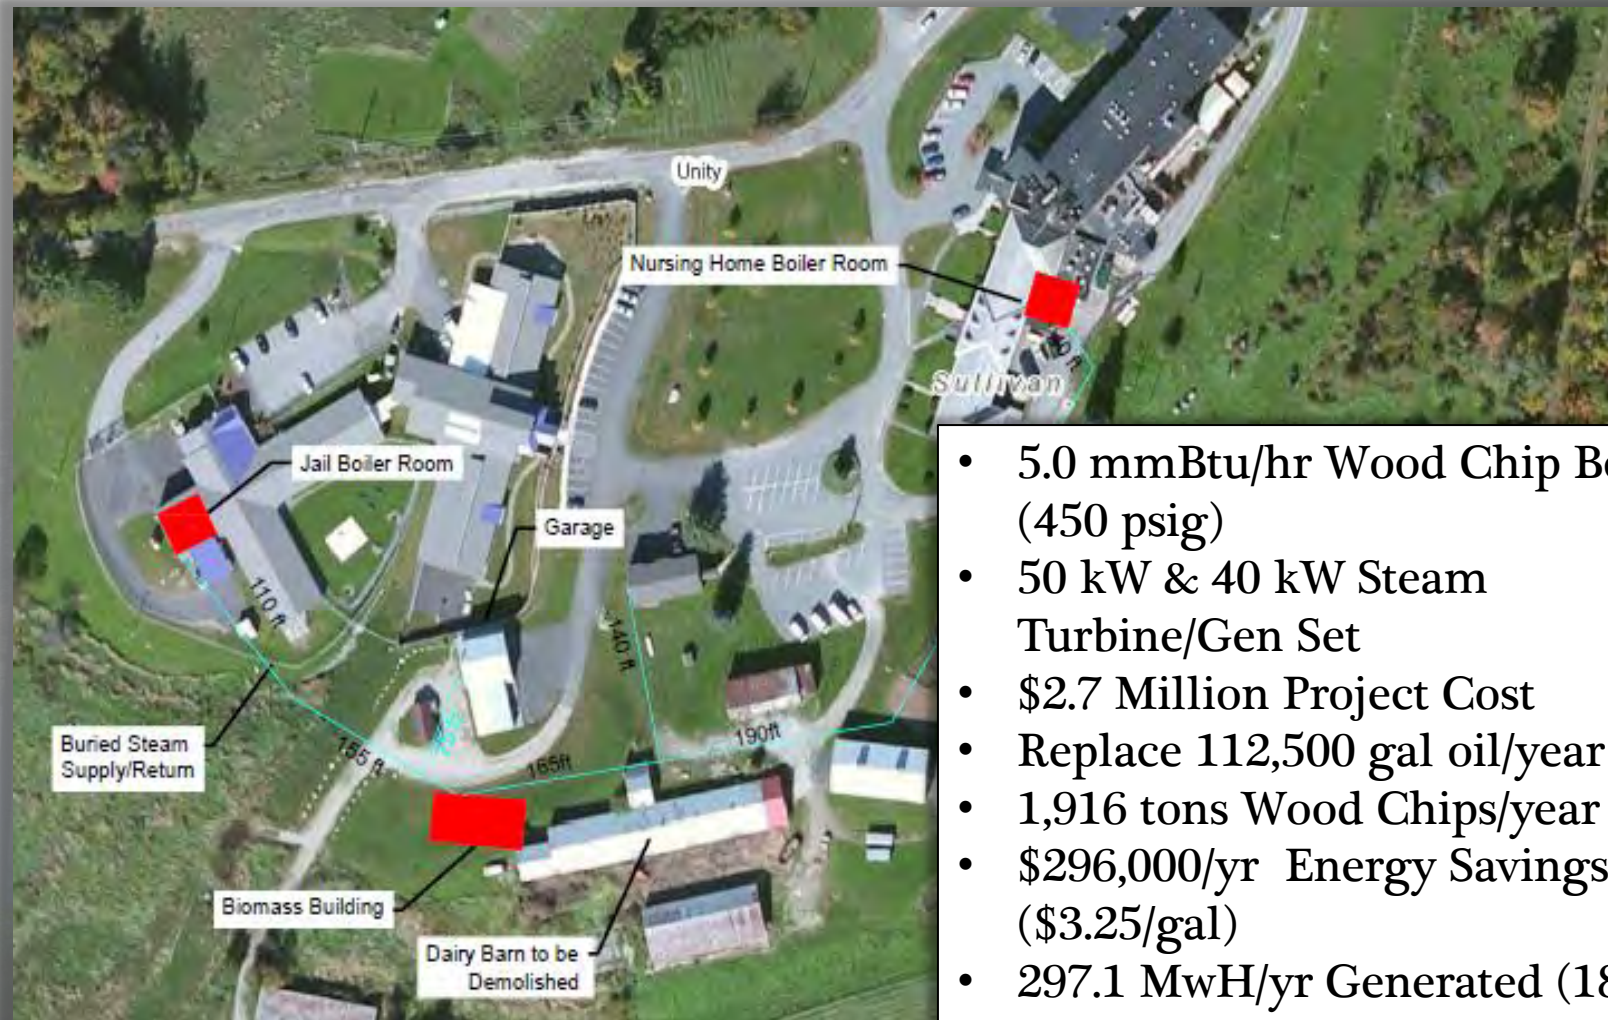 Unity
Nursing Home Boiler Room
Sullivan
Jail Boiler Room
Garage
110 ft
140 ft
190ft
165ft
155 ft
Buried Steam
Supply/Return
Biomass Building
Dairy Barn to be
Demolished
• 5.0 mmBtu/hr Wood Chip
(450 psig)
• 50 kW & 40 kW Steam
Turbine/Gen Set
• $2.7 Million Project Cost
• Replace 112,500 gal oil/year
• 1,916 tons Wood Chips/year
• $296,000/yr Energy Savings
($3.25/gal)
• 297.1 MwH/yr Generated